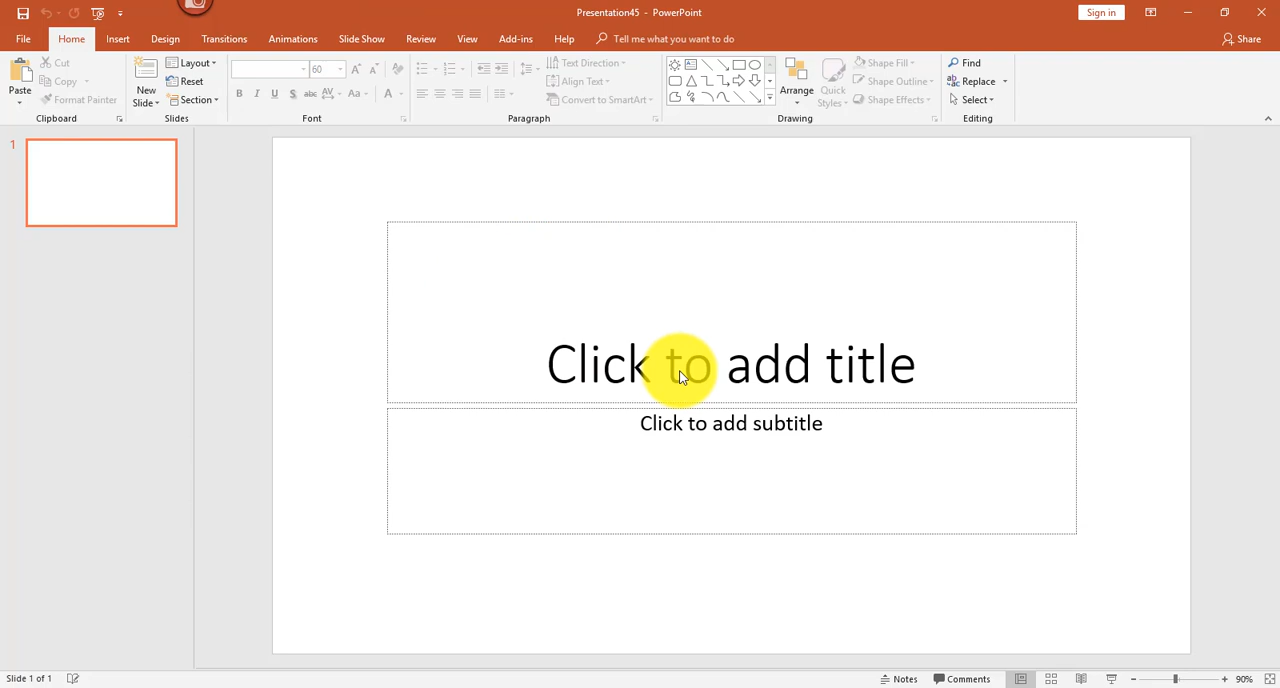 Presentation45 - PowerPoint
Sign in
File Home Insert Design Transitions Animations Slide Show Review View Add-ins Help Tell me what you want to do Share
Paste
Cut
Copy
Format Painter
Clipboard
New Slide
Layout
Reset
Section
Slides
60
B I U S abc AV Aa A
Font
Text Direction
Align Text
Convert to SmartArt
Paragraph
Arrange
Quick Styles
Shape Fill
Shape Outline
Shape Effects
Drawing
Find
Replace
Select
Editing
1
Click to add title
Click to add subtitle
Slide 1 of 1
Notes
Comments
90%